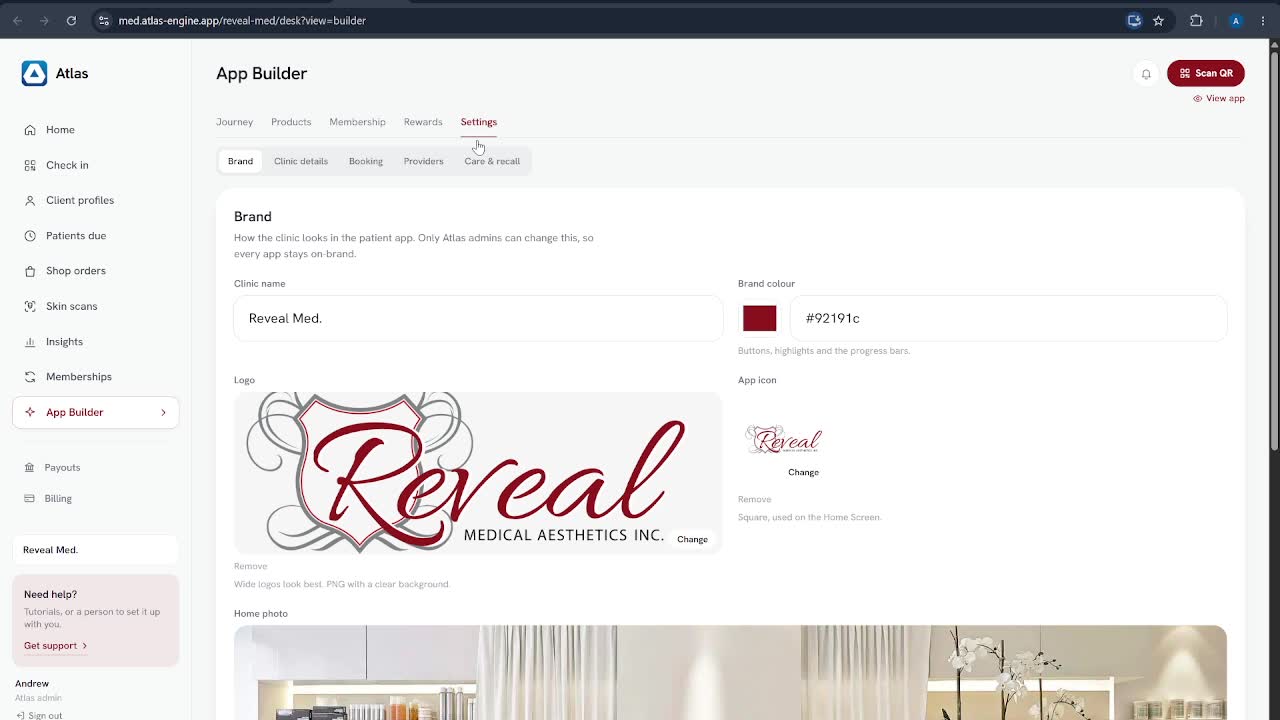 med.atlas-engine.app/reveal-med/desk?view=builder
A
Atlas
App Builder
Scan QR
View app
Journey
Products
Membership
Rewards
Settings
Brand
Clinic details
Booking
Providers
Care & recall
Home
Check in
Client profiles
Patients due
Shop orders
Skin scans
Insights
Memberships
App Builder
Payouts
Billing
Reveal Med.
Need help?
Tutorials, or a person to set it up
with you.
Get support
Andrew
Atlas admin
Sign out
Brand
How the clinic looks in the patient app. Only Atlas admins can change this, so
every app stays on-brand.
Clinic name
Reveal Med.
Brand colour
#92191c
Buttons, highlights and the progress bars.
Logo
Reveal
MEDICAL AESTHETICS INC.
Change
Remove
Wide logos look best. PNG with a clear background.
App icon
Reveal
Change
Remove
Square, used on the Home Screen.
Home photo